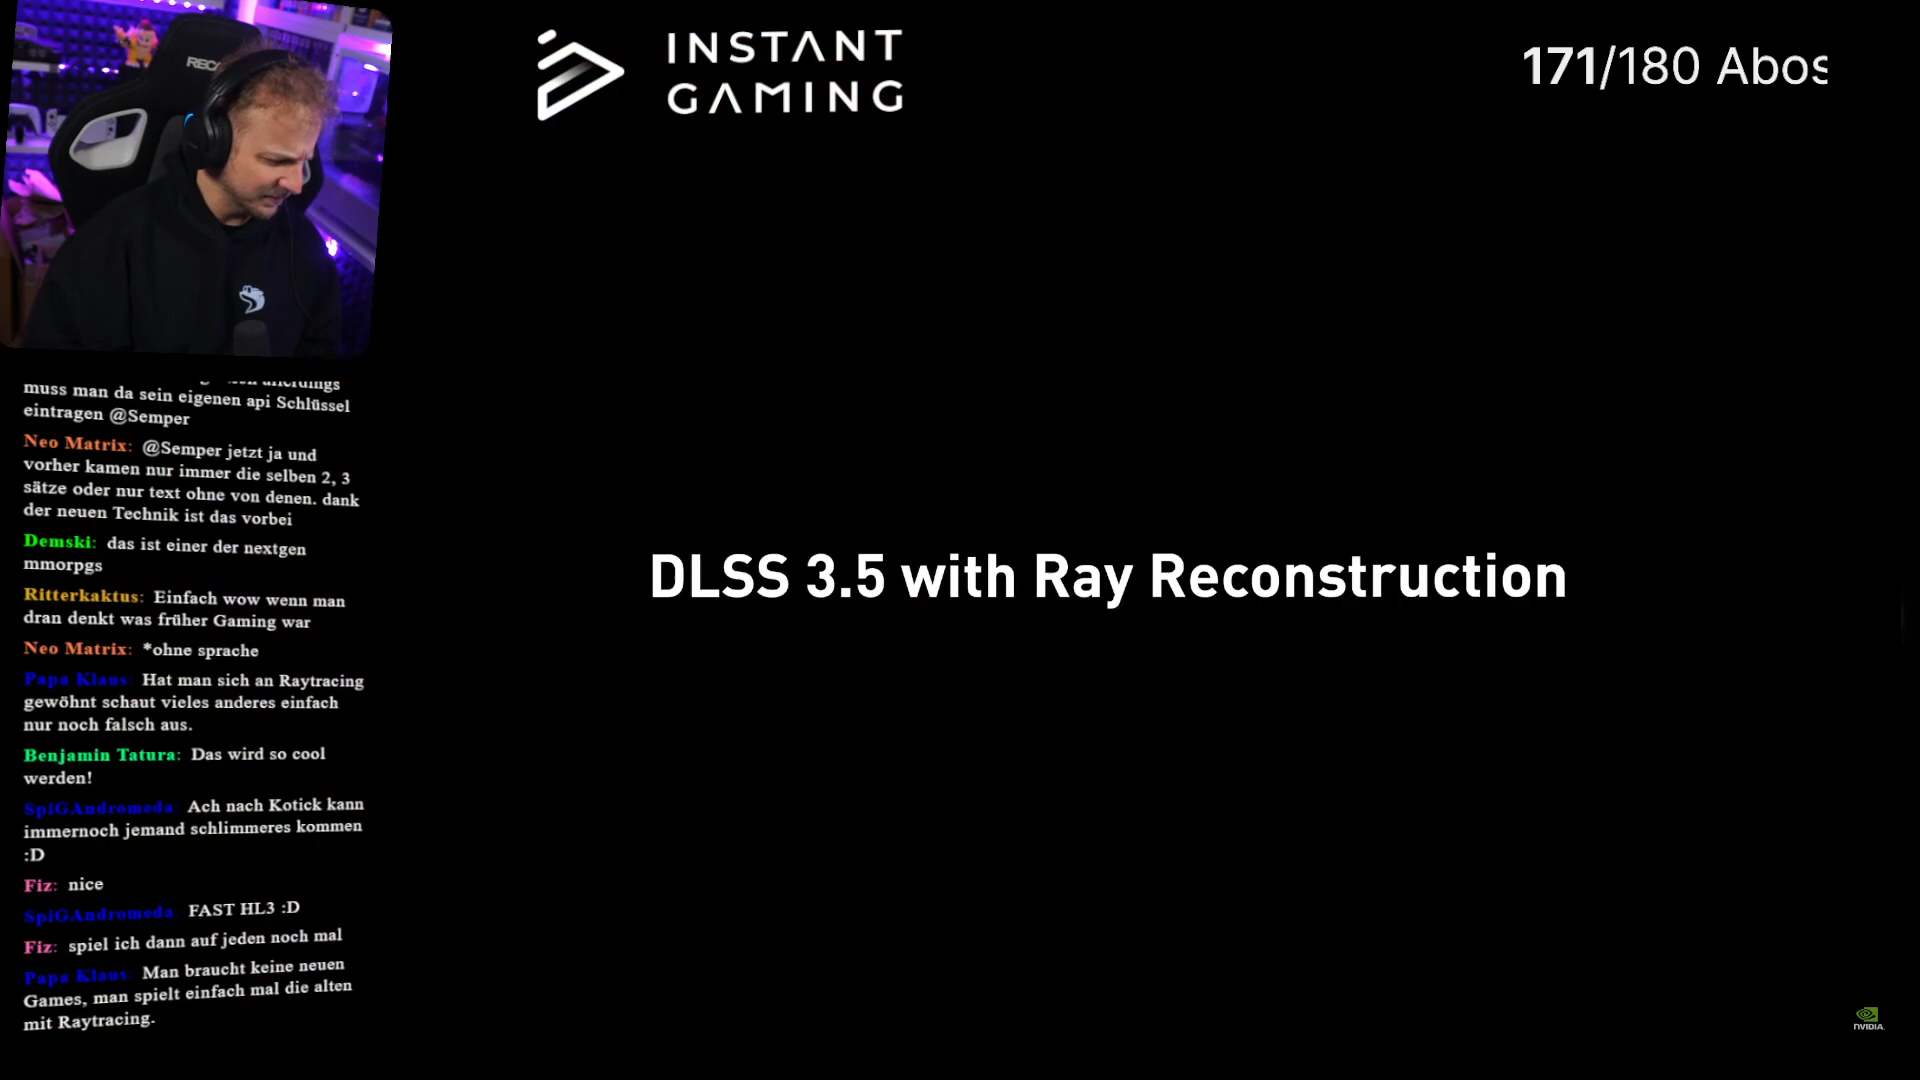 RECO
INSTANT
GAMING
171/180 Abos
allerdings
muss man da sein eigenen api Schlüssel
eintragen @Semper
Neo Matrix: @Semper jetzt ja und
vorher kamen nur immer die selben 2, 3
sätze oder nur text ohne von denen. dank
der neuen Technik ist das vorbei
Demski: das ist einer der nextgen
mmorpgs
Ritterkaktus: Einfach wow wenn man
dran denkt was früher Gaming war
Neo Matrix: *ohne sprache
Papa Klaus: Hat man sich an Raytracing
gewöhnt schaut vieles anderes einfach
nur noch falsch aus.
Benjamin Tatura: Das wird so cool
werden!
SpiGAndromeda: Ach nach Kotick kann
immernoch jemand schlimmeres kommen
:D
Fiz: nice
SpiGAndromeda: FAST HL3 :D
Fiz: spiel ich dann auf jeden noch mal
Papa Klaus: Man braucht keine neuen
Games, man spielt einfach mal die alten
mit Raytracing.
DLSS 3.5 with Ray Reconstruction
NVIDIA